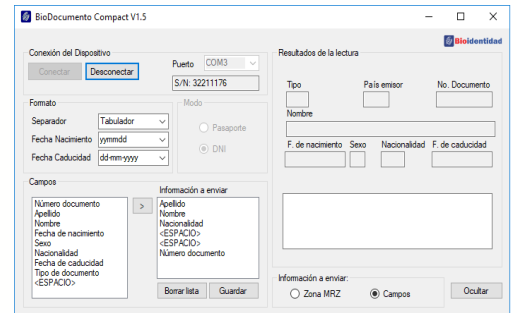 BioDocumento Compact V1.5
Bioidentidad
Conexión del Dispositivo
Conectar
Desconectar
Puerto
COM3
S/N: 32211176
Formato
Separador
Tabulador
Fecha Nacimiento
yymmdd
Fecha Caducidad
dd-mm-yyyy
Modo
Pasaporte
DNI
Campos
Número documento
Apellido
Nombre
Fecha de nacimiento
Sexo
Nacionalidad
Fecha de caducidad
Tipo de documento
<ESPACIO>
>
Información a enviar
Apellido
Nombre
Nacionalidad
<ESPACIO>
<ESPACIO>
Número documento
Borrar lista
Guardar
Resultados de la lectura
Tipo
País emisor
No. Documento
Nombre
F. de nacimiento
Sexo
Nacionalidad
F. de caducidad
Información a enviar:
Zona MRZ
Campos
Ocultar